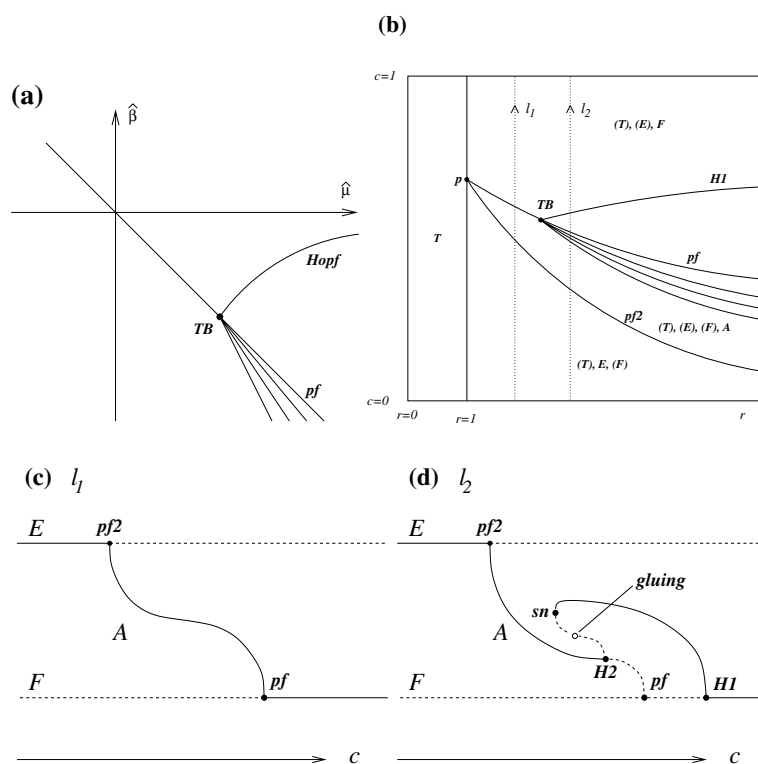 (a)
β̂
μ̂
Hopf
TB
pf
(b)
c=1
l1
l2
(T), (E), F
H1
p
TB
T
pf
pf2
(T), (E), (F), A
(T), E, (F)
c=0
r=0
r=1
r
(c) l1
E
pf2
A
F
pf
c
(d) l2
E
pf2
gluing
sn
A
H2
F
pf
H1
c